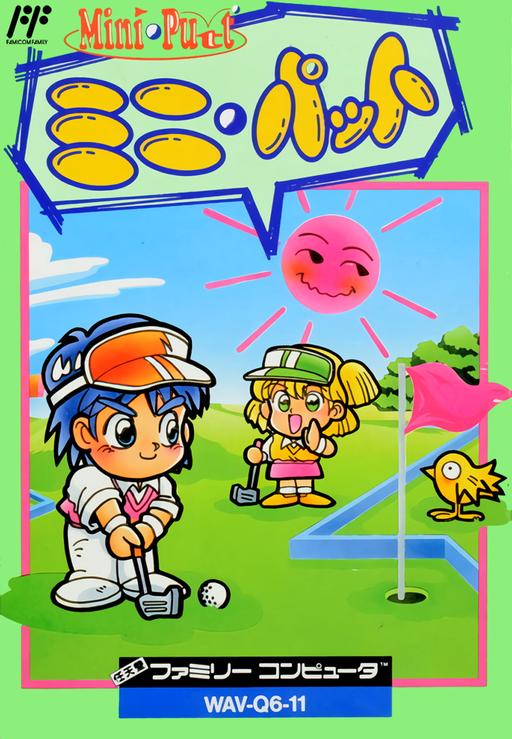 FF
FAMICOM FAMILY
Mini・Putt
ミニ・パット
任天堂 ファミリー コンピュータ™
WAV-Q6-11